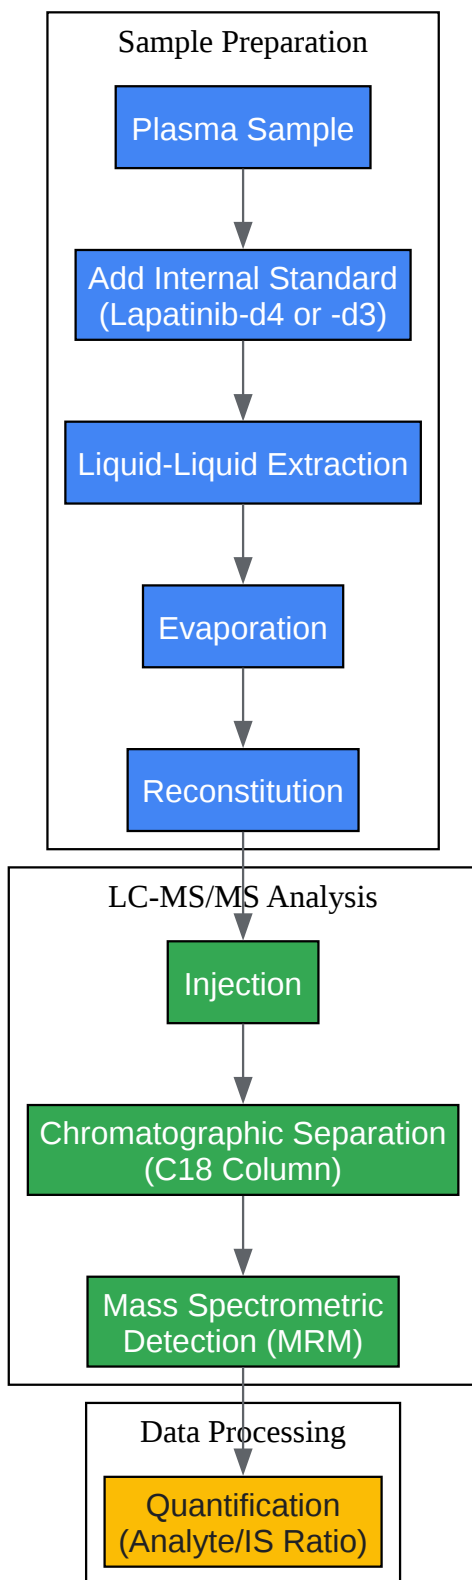 Sample Preparation
Plasma Sample
Add Internal Standard
(Lapatinib-d4 or -d3)
Liquid-Liquid Extraction
Evaporation
Reconstitution
LC-MS/MS Analysis
Injection
Chromatographic Separation
(C18 Column)
Mass Spectrometric
Detection (MRM)
Data Processing
Quantification
(Analyte/IS Ratio)